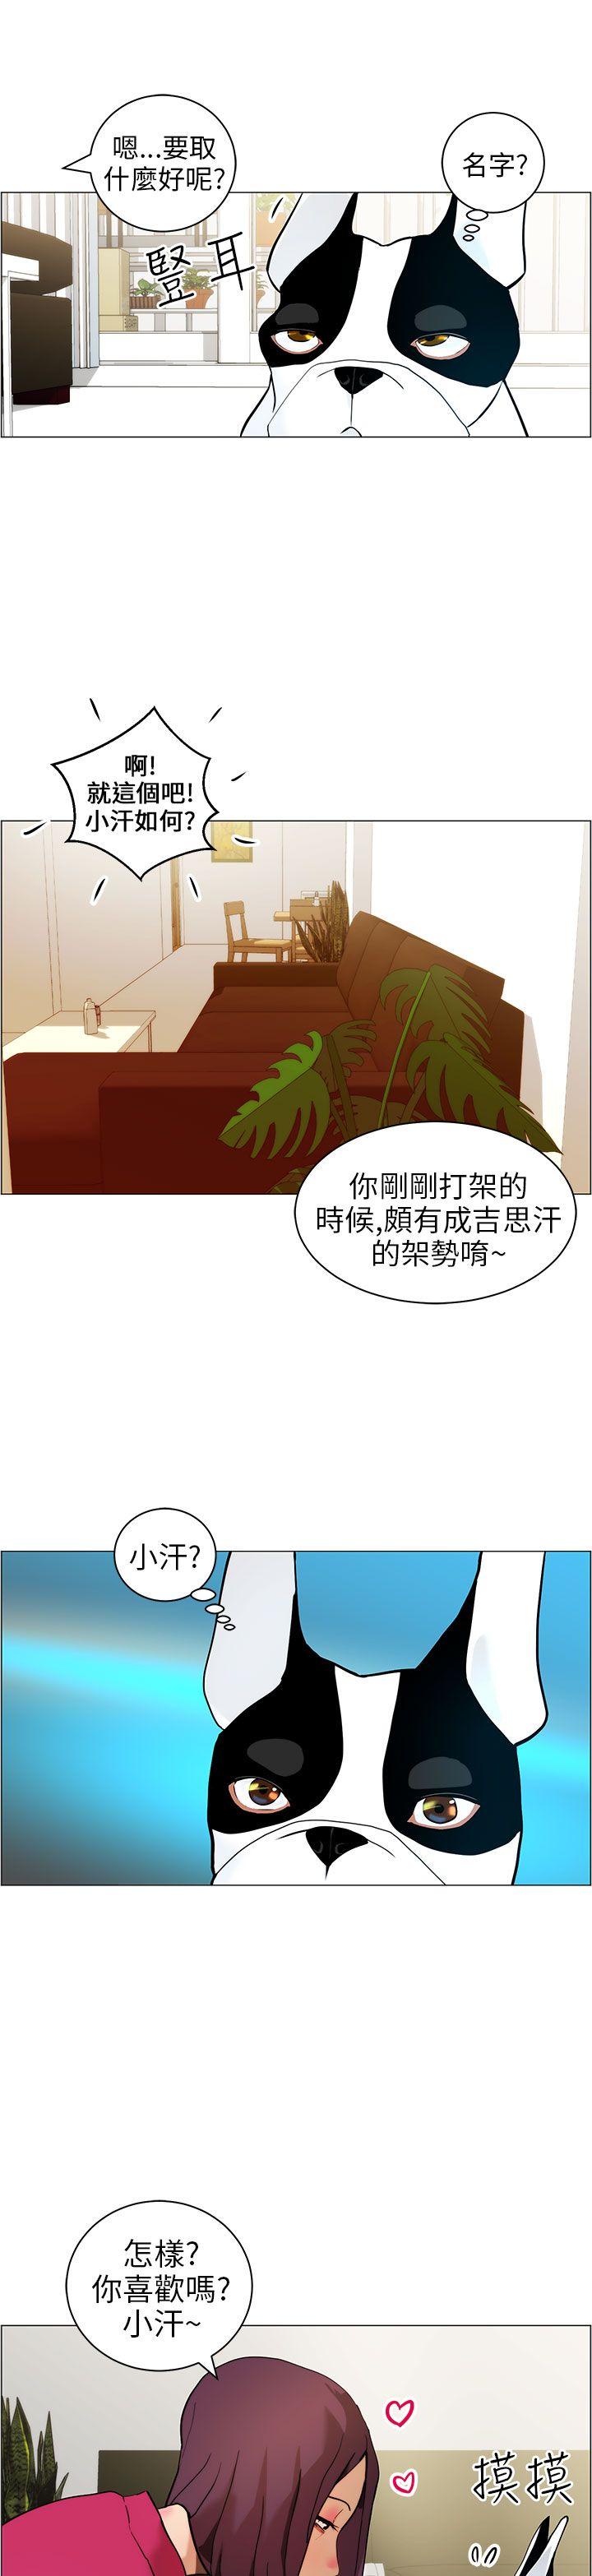 嗯...要取
什麼好呢?
名字?
豎耳
啊!
就這個吧!
小汗如何?
你剛剛打架的
時候,頗有成吉思汗
的架勢唷~
小汗?
怎樣?
你喜歡嗎?
小汗~
摸摸